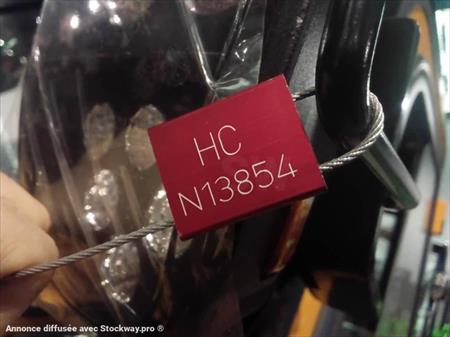 HC
N13854
Annonce diffusée avec Stockway.pro ®